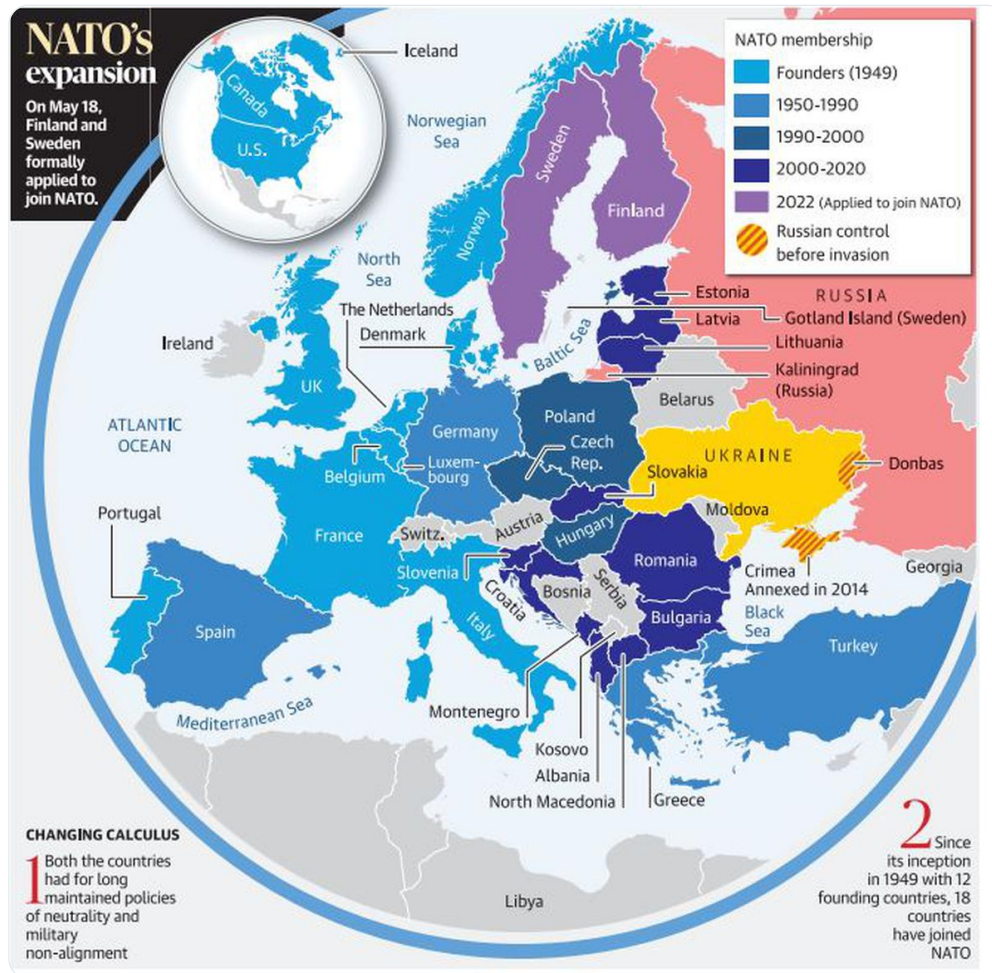 NATO's
expansion
On May 18,
Finland and
Sweden
formally
applied to
join NATO.
Canada
U.S.
Iceland
NATO membership
Founders (1949)
1950-1990
1990-2000
2000-2020
2022 (Applied to join NATO)
Russian control
before invasion
Norwegian
Sea
Sweden
Finland
Norway
North
Sea
The Netherlands
Denmark
Ireland
UK
Baltic Sea
Estonia
RUSSIA
Latvia
Gotland Island (Sweden)
Lithuania
Kaliningrad
(Russia)
Belarus
ATLANTIC
OCEAN
Germany
Poland
Czech
Rep.
UKRAINE
Donbas
Belgium
Luxem-
bourg
Slovakia
Portugal
France
Switz.
Austria
Hungary
Moldova
Romania
Slovenia
Croatia
Bosnia
Serbia
Crimea
Annexed in 2014
Georgia
Spain
Italy
Bulgaria
Black
Sea
Turkey
Mediterranean Sea
Montenegro
Kosovo
Albania
North Macedonia
Greece
Libya
CHANGING CALCULUS
1 Both the countries
had for long
maintained policies
of neutrality and
military
non-alignment
2 Since
its inception
in 1949 with 12
founding countries, 18
countries
have joined
NATO